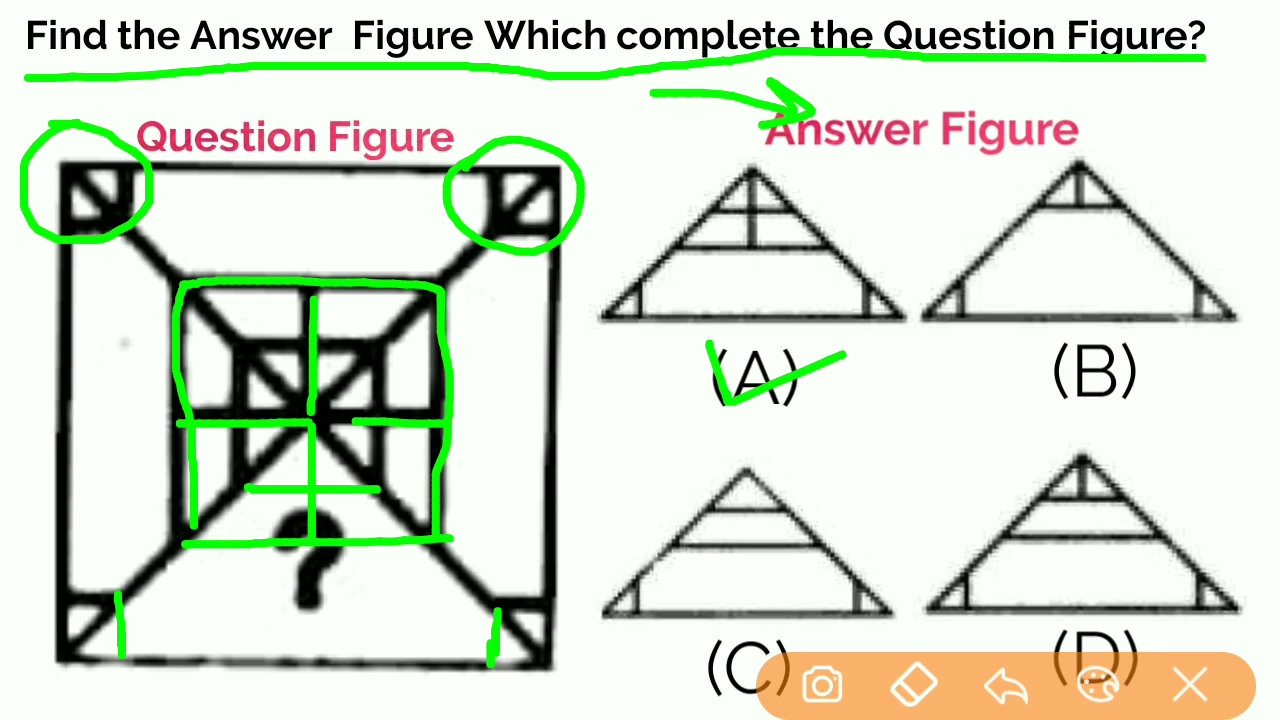 Find the Answer Figure Which complete the Question Figure?
Question Figure
Answer Figure
?
(A)
(B)
(C)
(D)